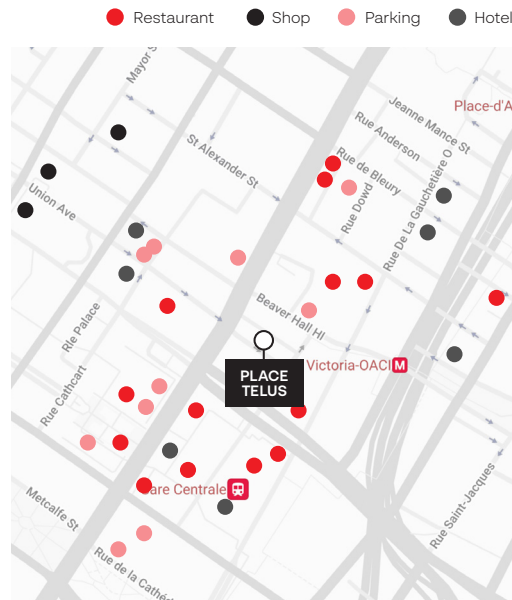 Restaurant
Shop
Parking
Hotel
Mayor S
Jeanne Mance St
Place-d'A
Rue Anderson
St Alexander St
Rue de Bleury
Union Ave
Rue Dowd
Rue De La Gauchetière O
Beaver Hall Hl
Rle Palace
Victoria-OACI
M
PLACE
TELUS
Rue Cathcart
are Centrale
Metcalfe St
Rue Saint-Jacques
Rue de la Cathéd